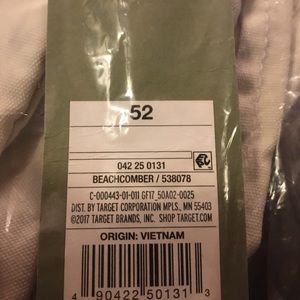 52
042 25 0131
BEACHCOMBER / 538078
C-000443-01-011 GF17_50A02-0025
DIST. BY TARGET CORPORATION MPLS., MN 55403
©2017 TARGET BRANDS, INC. SHOP TARGET.COM
ORIGIN: VIETNAM
4 90422 50131 3